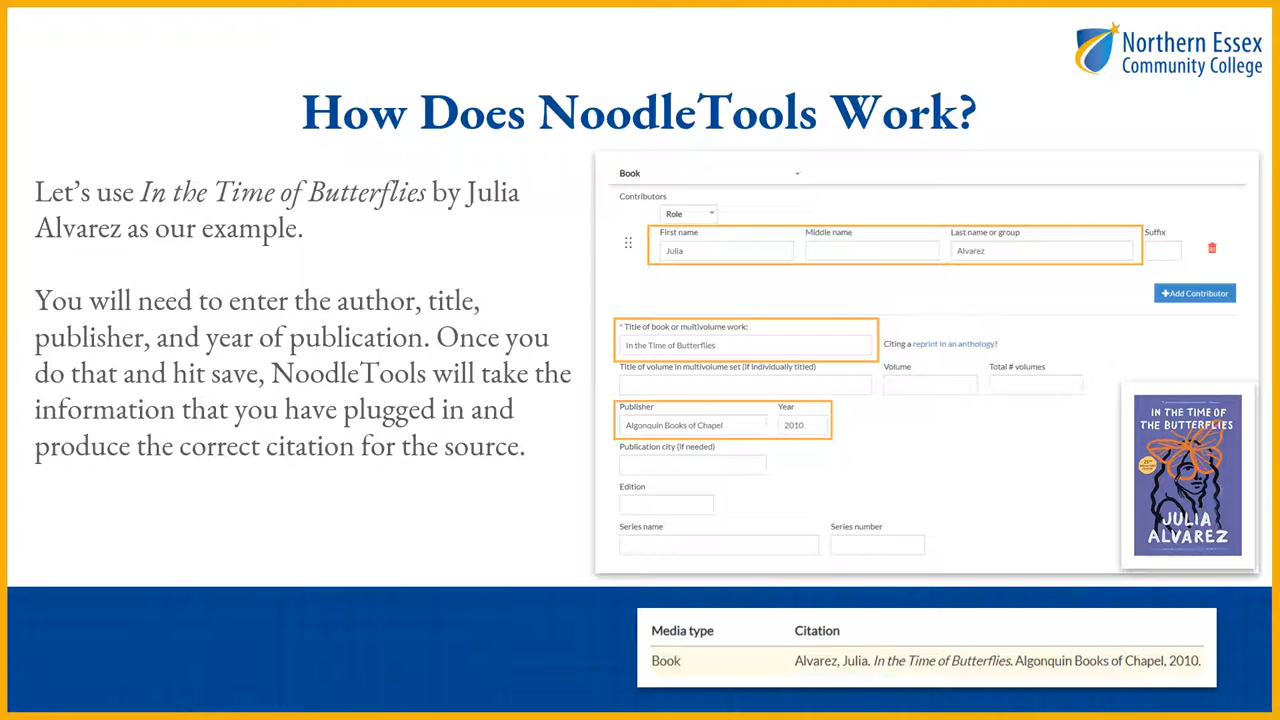 Northern Essex
Community College
How Does NoodleTools Work?
Let's use In the Time of Butterflies by Julia
Alvarez as our example.
You will need to enter the author, title,
publisher, and year of publication. Once you
do that and hit save, NoodleTools will take the
information that you have plugged in and
produce the correct citation for the source.
Book
Contributors
Role
First name Middle name Last name or group Suffix
Julia Alvarez
+Add Contributor
* Title of book or multivolume work:
In the Time of Butterflies
Citing a reprint in an anthology?
Title of volume in multivolume set (if individually titled) Volume Total # volumes
Publisher Year
Algonquin Books of Chapel 2010
Publication city (if needed)
Edition
Series name Series number
IN THE TIME OF
THE BUTTERFLIES
JULIA
ALVAREZ
Media type Citation
Book Alvarez, Julia. In the Time of Butterflies. Algonquin Books of Chapel, 2010.